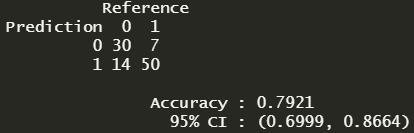 Reference
Prediction 0 1
0 30 7
1 14 50
Accuracy : 0.7921
95% CI : (0.6999, 0.8664)